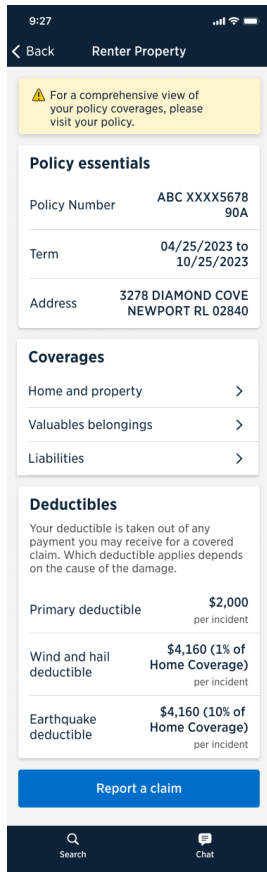 9:27
Back Renter Property
For a comprehensive view of
your policy coverages, please
visit your policy.
Policy essentials
Policy Number ABC XXXX5678
90A
Term 04/25/2023 to
10/25/2023
Address 3278 DIAMOND COVE
NEWPORT RL 02840
Coverages
Home and property
Valuables belongings
Liabilities
Deductibles
Your deductible is taken out of any
payment you may receive for a covered
claim. Which deductible applies depends
on the cause of the damage.
Primary deductible $2,000
per incident
Wind and hail
deductible
$4,160 (1% of
Home Coverage)
per incident
Earthquake
deductible
$4,160 (10% of
Home Coverage)
per incident
Report a claim
Search Chat